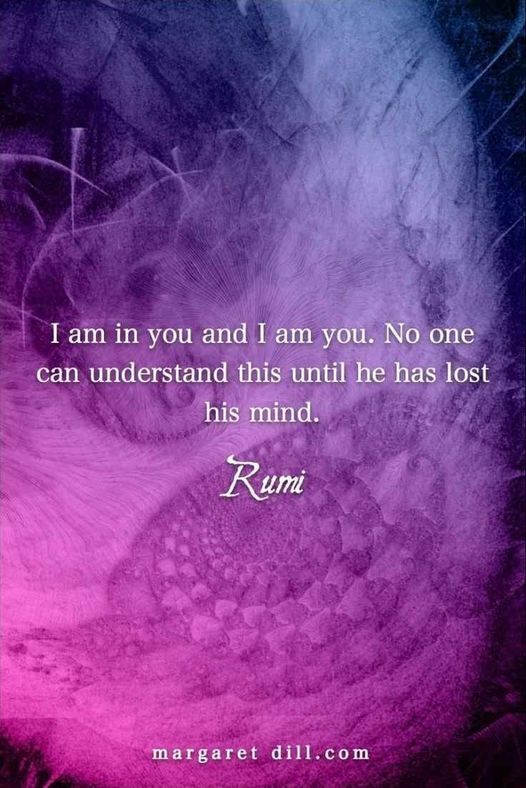 I am in you and I am you. No one
can understand this until he has lost
his mind.
Rumi
margaret dill.com